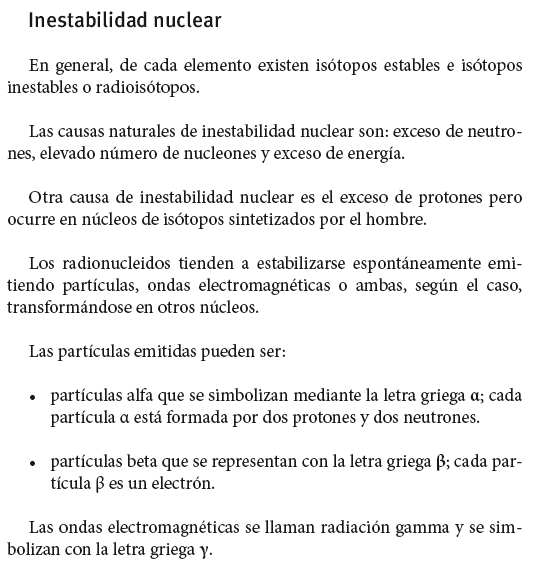 Inestabilidad nuclear
En general, de cada elemento existen isótopos estables e isótopos
inestables o radioisótopos.
Las causas naturales de inestabilidad nuclear son: exceso de neutro-
nes, elevado número de nucleones y exceso de energía.
Otra causa de inestabilidad nuclear es el exceso de protones pero
ocurre en núcleos de isótopos sintetizados por el hombre.
Los radionucleidos tienden a estabilizarse espontáneamente emi-
tiendo partículas, ondas electromagnéticas o ambas, según el caso,
transformándose en otros núcleos.
Las partículas emitidas pueden ser:
• partículas alfa que se simbolizan mediante la letra griega α; cada
partícula α está formada por dos protones y dos neutrones.
• partículas beta que se representan con la letra griega β; cada par-
tícula β es un electrón.
Las ondas electromagnéticas se llaman radiación gamma y se sim-
bolizan con la letra griega γ.